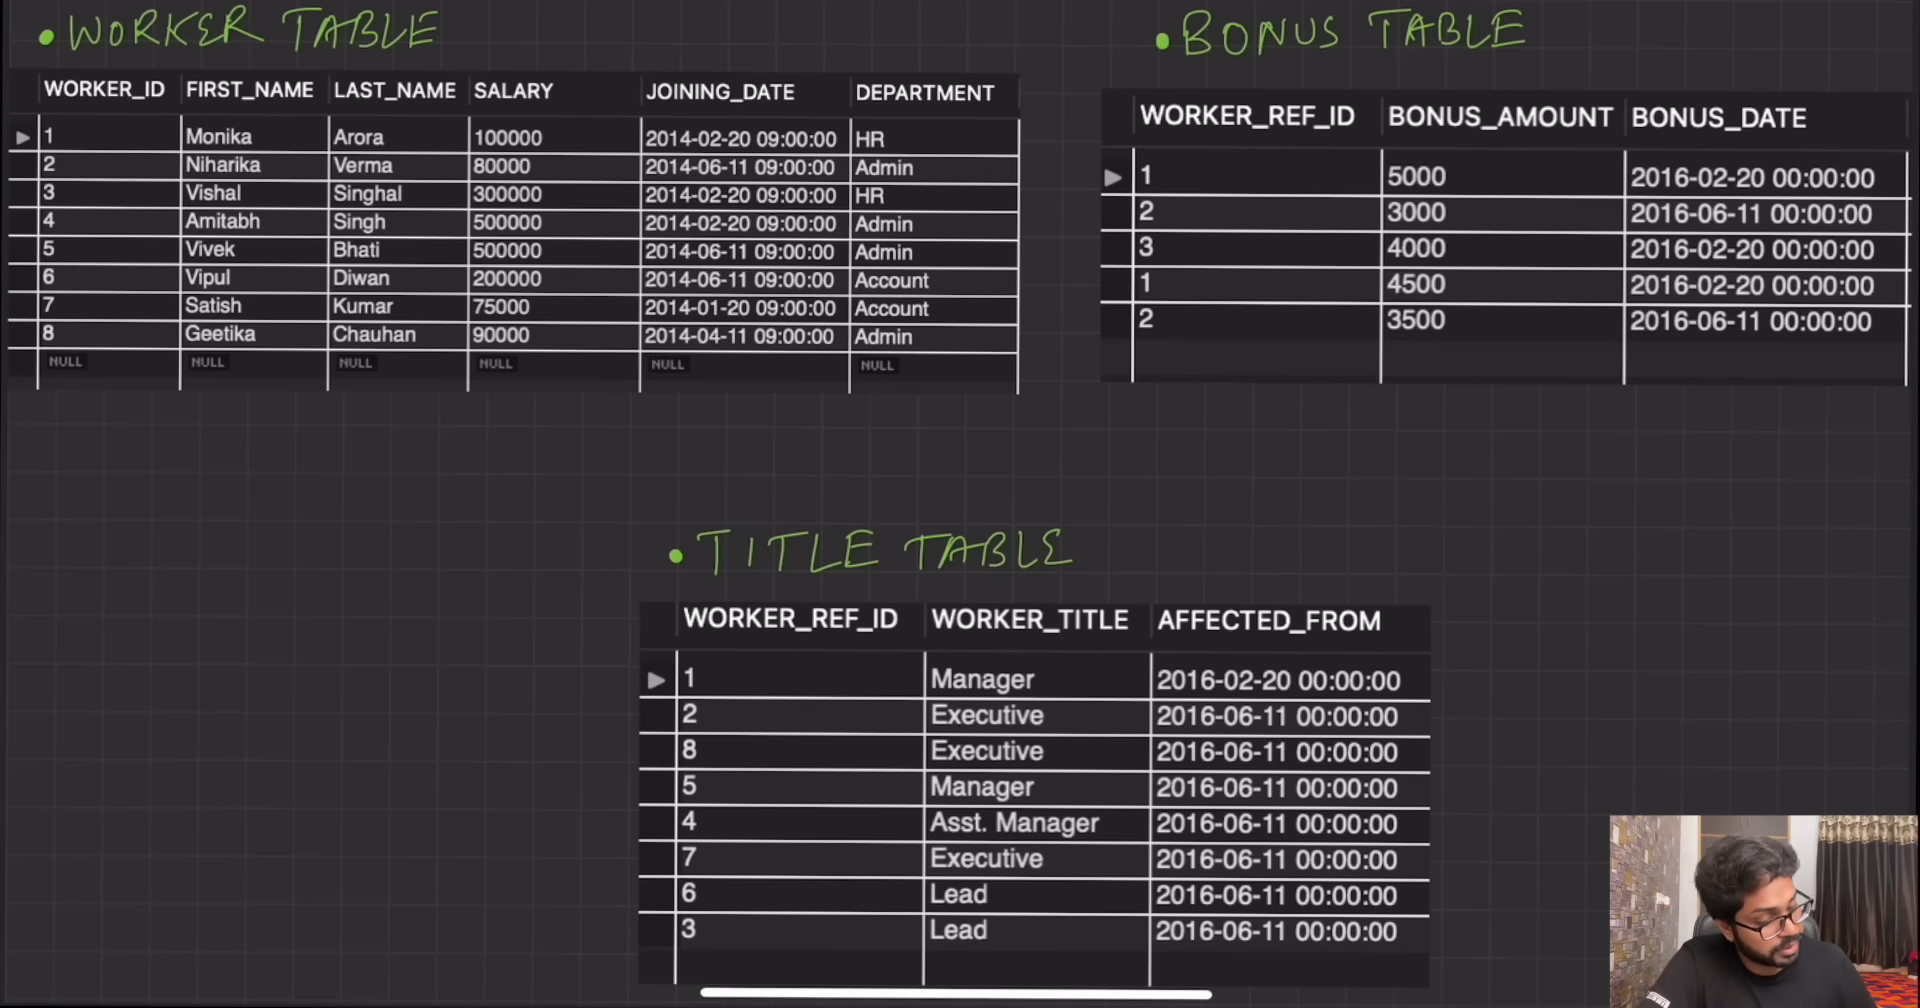 • WORKER TABLE
WORKER_ID FIRST_NAME LAST_NAME SALARY JOINING_DATE DEPARTMENT
1 Monika Arora 100000 2014-02-20 09:00:00 HR
2 Niharika Verma 80000 2014-06-11 09:00:00 Admin
3 Vishal Singhal 300000 2014-02-20 09:00:00 HR
4 Amitabh Singh 500000 2014-02-20 09:00:00 Admin
5 Vivek Bhati 500000 2014-06-11 09:00:00 Admin
6 Vipul Diwan 200000 2014-06-11 09:00:00 Account
7 Satish Kumar 75000 2014-01-20 09:00:00 Account
8 Geetika Chauhan 90000 2014-04-11 09:00:00 Admin
NULL NULL NULL NULL NULL NULL
• BONUS TABLE
WORKER_REF_ID BONUS_AMOUNT BONUS_DATE
1 5000 2016-02-20 00:00:00
2 3000 2016-06-11 00:00:00
3 4000 2016-02-20 00:00:00
1 4500 2016-02-20 00:00:00
2 3500 2016-06-11 00:00:00
• TITLE TABLE
WORKER_REF_ID WORKER_TITLE AFFECTED_FROM
1 Manager 2016-02-20 00:00:00
2 Executive 2016-06-11 00:00:00
8 Executive 2016-06-11 00:00:00
5 Manager 2016-06-11 00:00:00
4 Asst. Manager 2016-06-11 00:00:00
7 Executive 2016-06-11 00:00:00
6 Lead 2016-06-11 00:00:00
3 Lead 2016-06-11 00:00:00